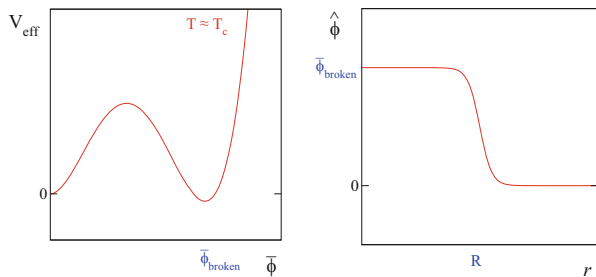 V_eff
T ≈ T_c
0
ϕ̅_broken
ϕ̅
ϕ̂
ϕ̅_broken
0
R
r